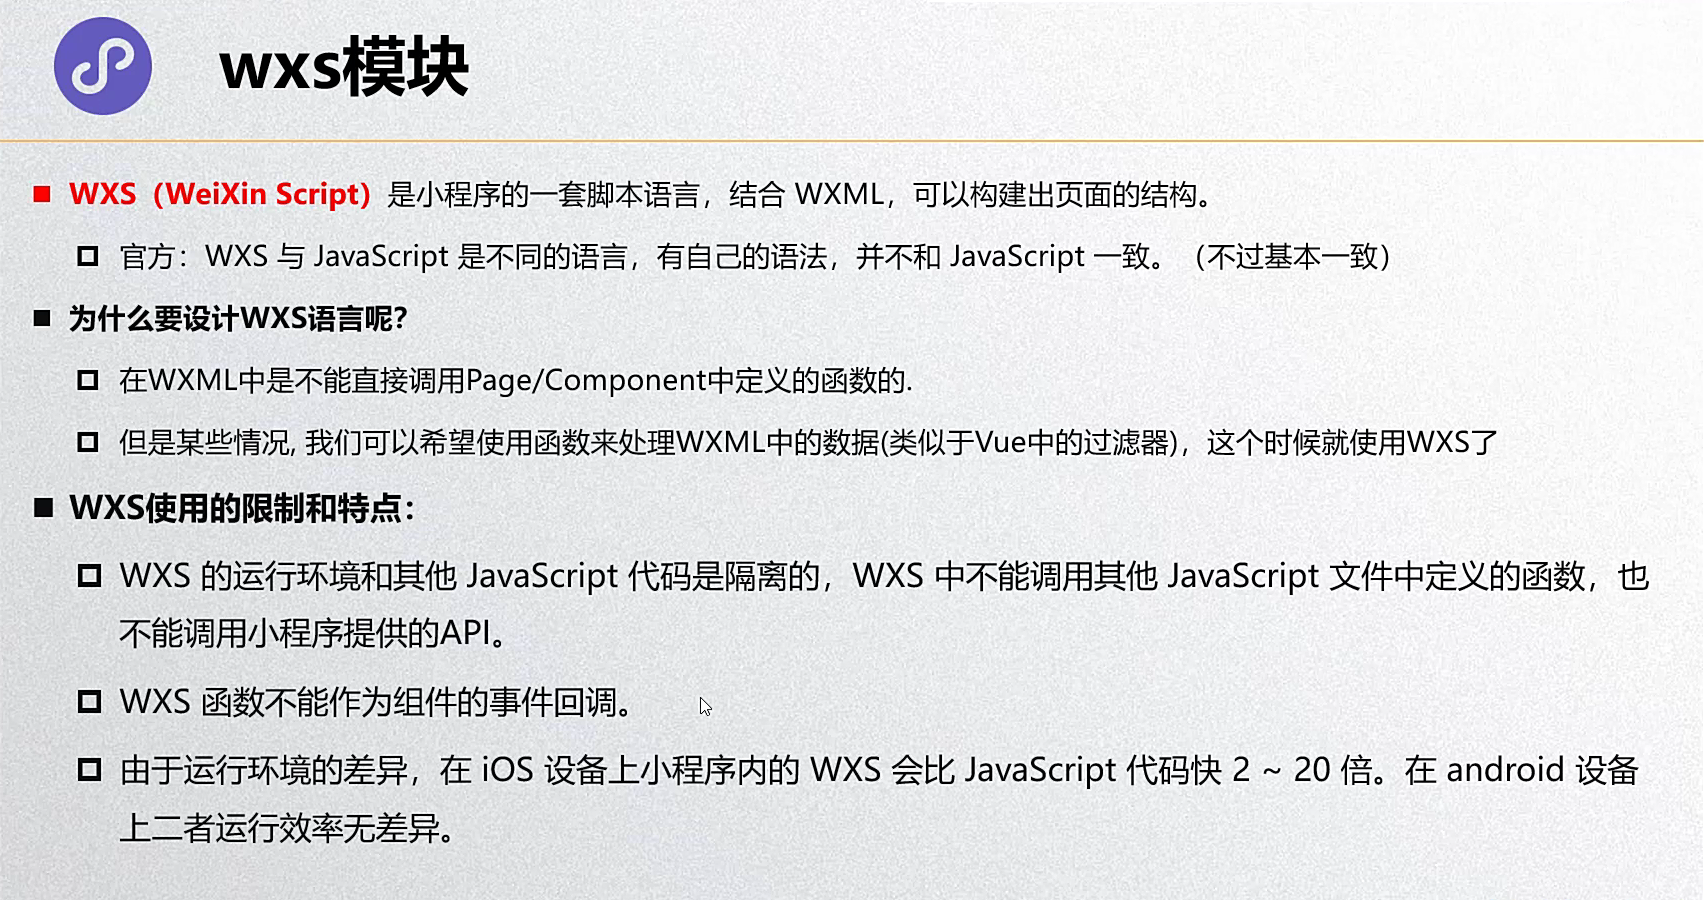 wxs模块
WXS（WeiXin Script）是小程序的一套脚本语言，结合 WXML，可以构建出页面的结构。
官方：WXS 与 JavaScript 是不同的语言，有自己的语法，并不和 JavaScript 一致。（不过基本一致）
为什么要设计WXS语言呢？
在WXML中是不能直接调用Page/Component中定义的函数的.
但是某些情况, 我们可以希望使用函数来处理WXML中的数据(类似于Vue中的过滤器)，这个时候就使用WXS了
WXS使用的限制和特点：
WXS 的运行环境和其他 JavaScript 代码是隔离的，WXS 中不能调用其他 JavaScript 文件中定义的函数，也
不能调用小程序提供的API。
WXS 函数不能作为组件的事件回调。
由于运行环境的差异，在 iOS 设备上小程序内的 WXS 会比 JavaScript 代码快 2 ~ 20 倍。在 android 设备
上二者运行效率无差异。